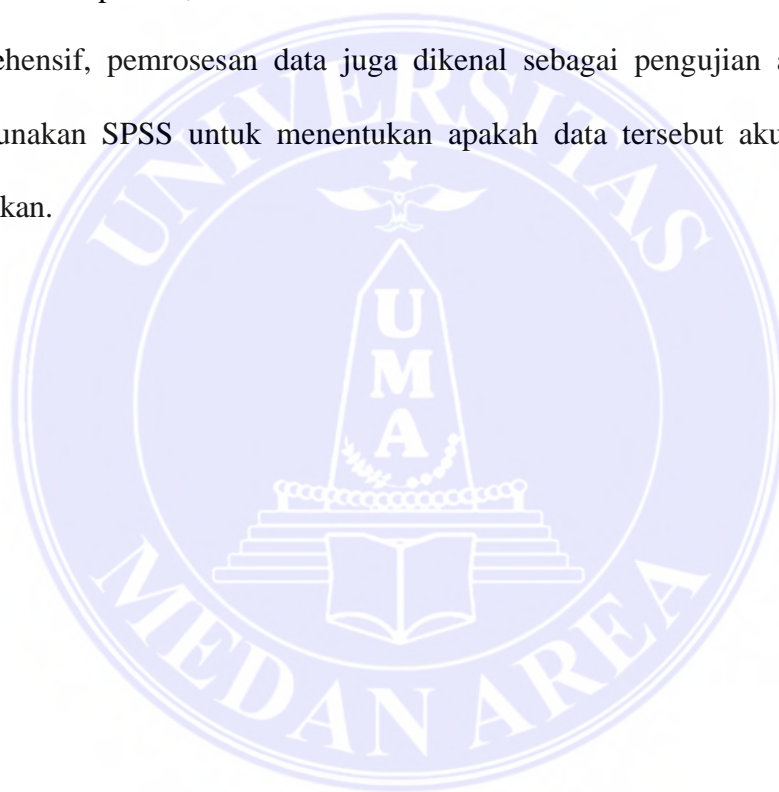 ehensif, pemrosesan data juga dikenal sebagai pengujian a
unakan SPSS untuk menentukan apakah data tersebut aku
kan.
UNIVERSITAS
UMA
MEDAN AREA